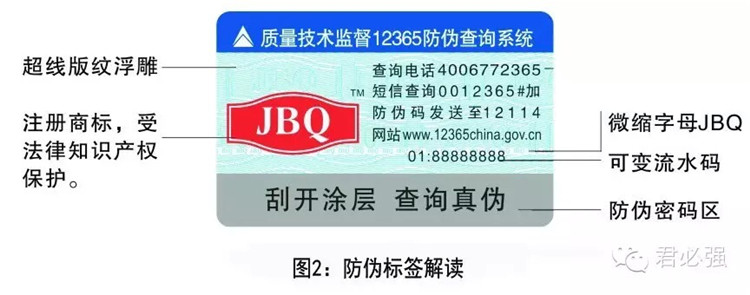 质量技术监督12365防伪查询系统
超线版纹浮雕
查询电话4006772365
短信查询0012365#加
防伪码发送至12114
网站www.12365china.gov.cn
01:88888888
TM
JBQ
注册商标，受
法律知识产权
保护。
微缩字母JBQ
可变流水码
刮开涂层 查询真伪
防伪密码区
图2：防伪标签解读
君必强